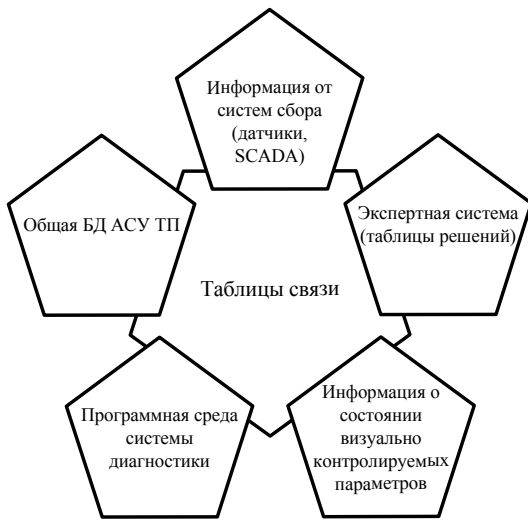 Информация от
систем сбора
(датчики,
SCADA)
Общая БД АСУ ТП
Экспертная система
(таблицы решений)
Таблицы связи
Программная среда
системы
диагностики
Информация о
состоянии
визуально
контролируемых
параметров